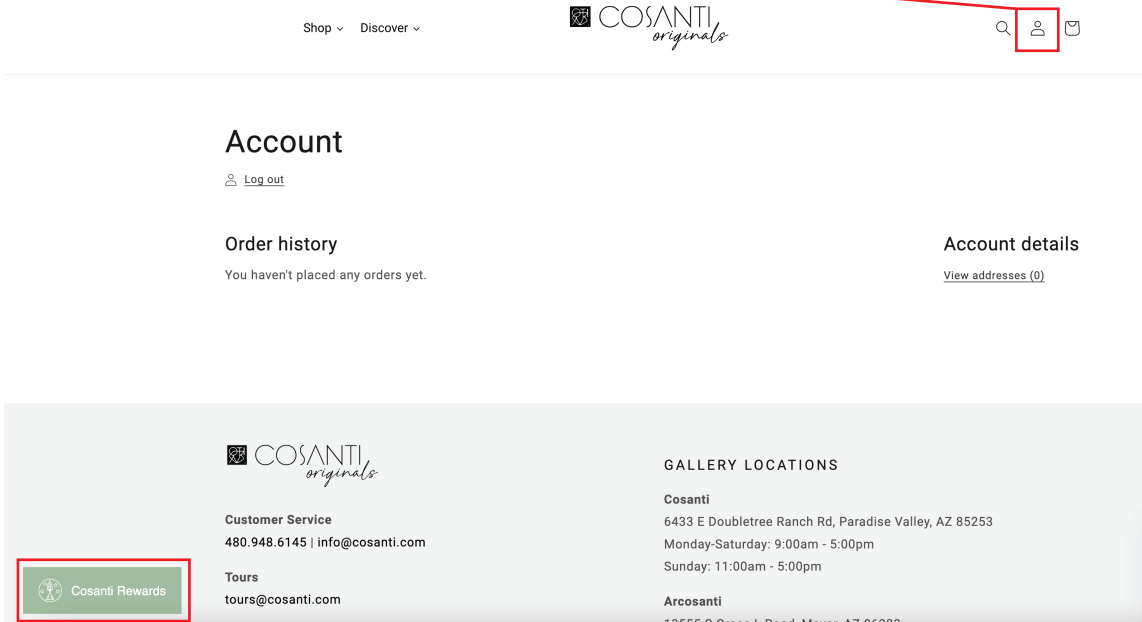 Shop Discover
COSANTI
originals
Account
Log out
Order history
You haven't placed any orders yet.
Account details
View addresses (0)
COSANTI
originals
Customer Service
480.948.6145 | info@cosanti.com
Tours
tours@cosanti.com
GALLERY LOCATIONS
Cosanti
6433 E Doubletree Ranch Rd, Paradise Valley, AZ 85253
Monday-Saturday: 9:00am - 5:00pm
Sunday: 11:00am - 5:00pm
Arcosanti
Cosanti Rewards